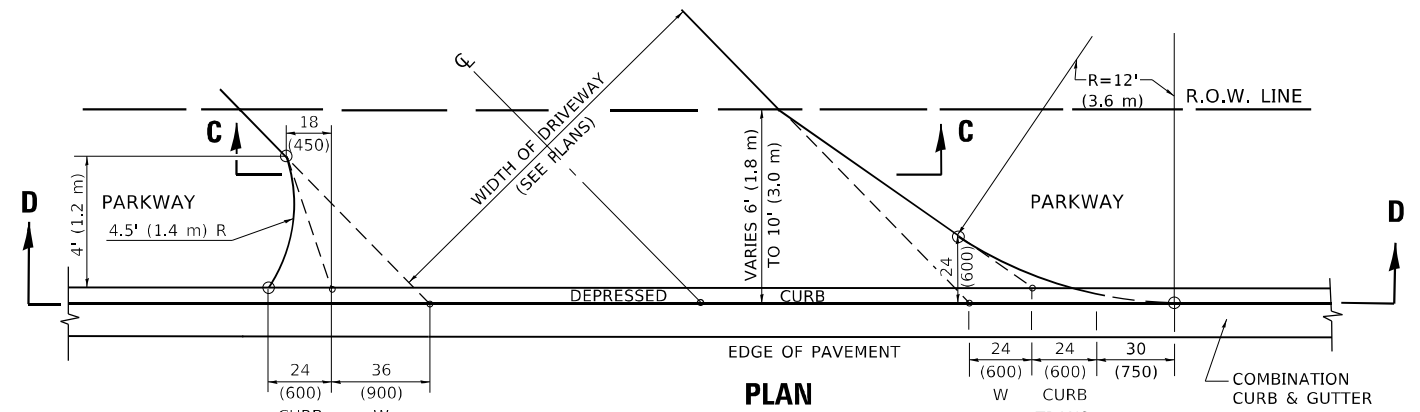 ℄
R=12'
(3.6 m)
R.O.W. LINE
WIDTH OF DRIVEWAY
(SEE PLANS)
C
18
(450)
C
4' (1.2 m)
PARKWAY
4.5' (1.4 m) R
VARIES 6' (1.8 m)
TO 10' (3.0 m)
PARKWAY
D
D
24
(600)
DEPRESSED CURB
EDGE OF PAVEMENT
24
(600)
36
(900)
24
(600)
W
24
(600)
CURB
30
(750)
COMBINATION
CURB & GUTTER
PLAN